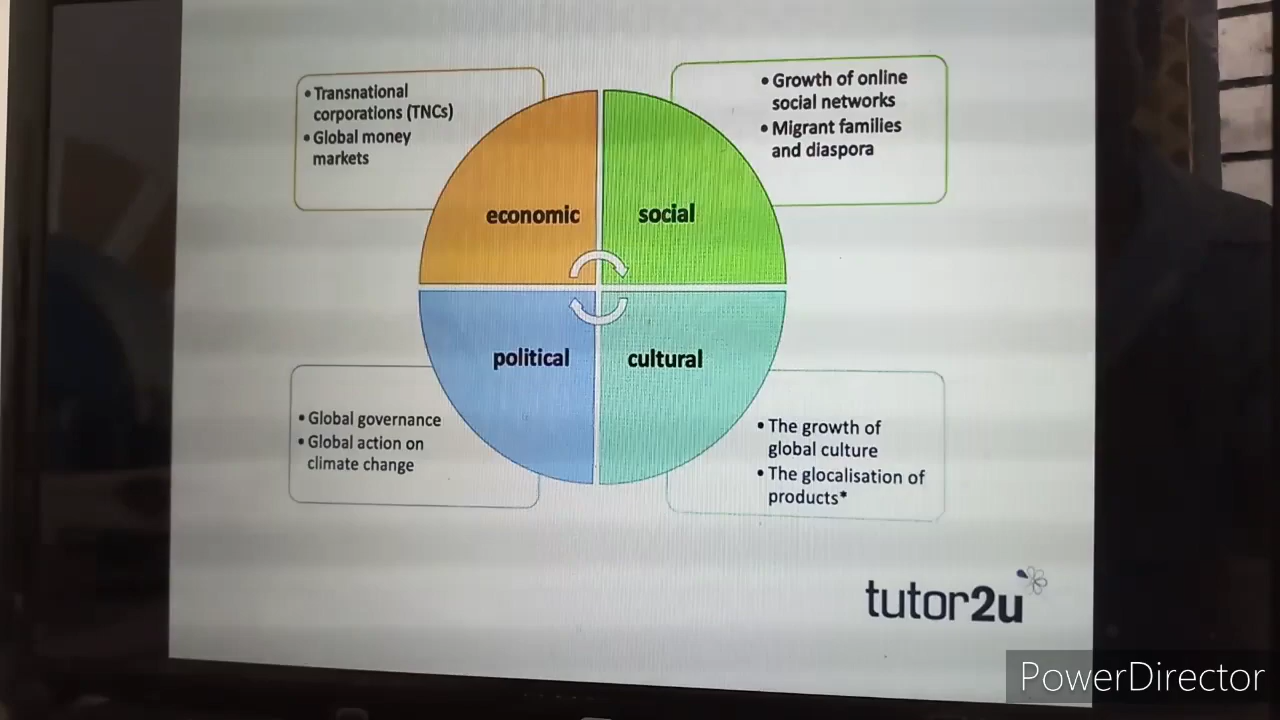 • Transnational
corporations (TNCs)
• Global money
markets
• Growth of online
social networks
• Migrant families
and diaspora
economic
social
political
cultural
• Global governance
• Global action on
climate change
• The growth of
global culture
• The glocalisation of
products*
tutor2u
PowerDirector